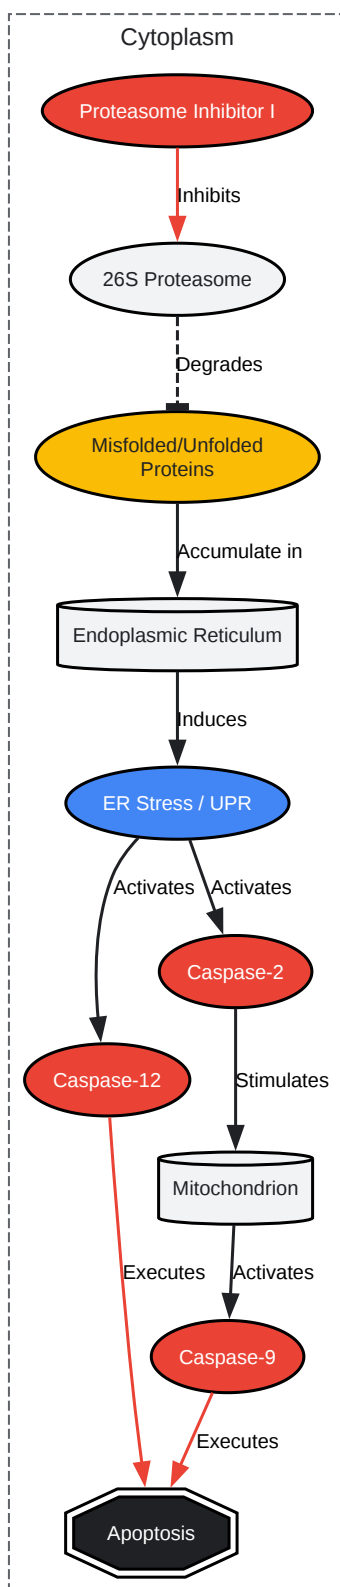 Cytoplasm
Proteasome Inhibitor I
Inhibits
26S Proteasome
Degrades
Misfolded/Unfolded
Proteins
Accumulate in
Endoplasmic Reticulum
Induces
ER Stress / UPR
Activates
Activates
Caspase-2
Caspase-12
Stimulates
Mitochondrion
Executes
Activates
Caspase-9
Executes
Apoptosis